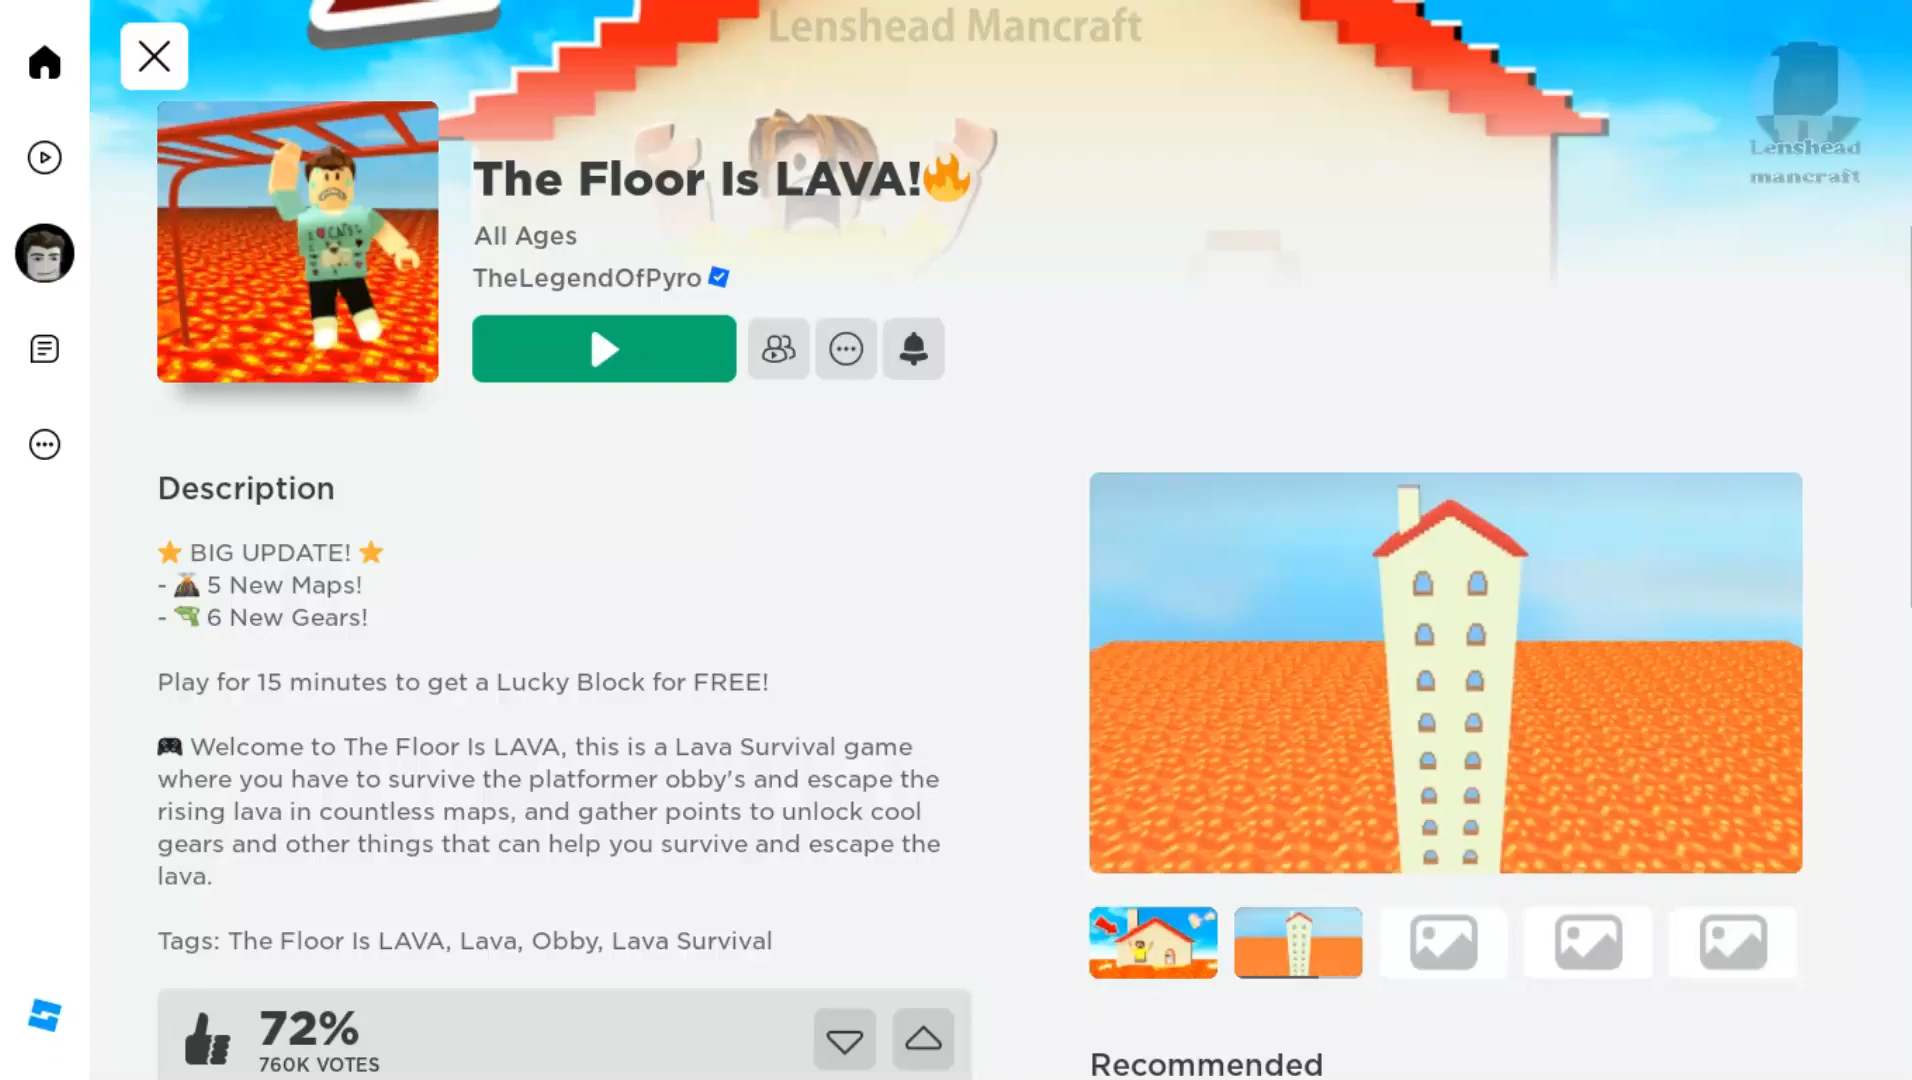 Lenshead Mancraft
Lenshead
mancraft
The Floor Is LAVA!🔥
All Ages
TheLegendOfPyro
Description
⭐ BIG UPDATE! ⭐
- 🌋 5 New Maps!
- 🔫 6 New Gears!
Play for 15 minutes to get a Lucky Block for FREE!
🎮 Welcome to The Floor Is LAVA, this is a Lava Survival game
where you have to survive the platformer obby's and escape the
rising lava in countless maps, and gather points to unlock cool
gears and other things that can help you survive and escape the
lava.
Tags: The Floor Is LAVA, Lava, Obby, Lava Survival
72%
760K VOTES
Recommended